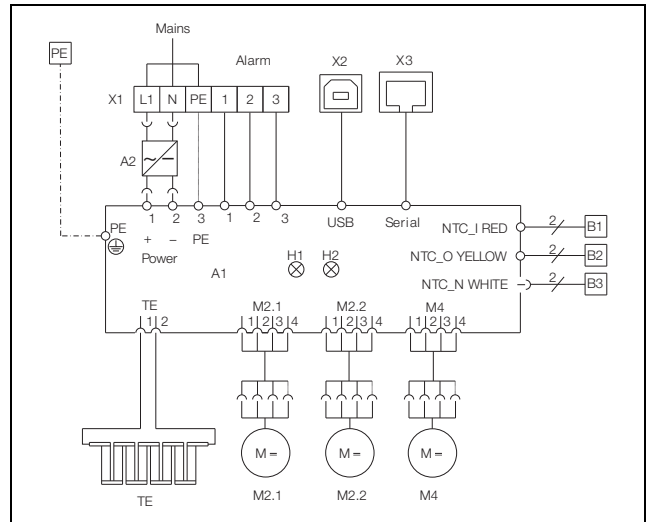 Mains
PE
Alarm
X2
X3
X1 L1 N PE 1 2 3
A2
PE
1 2 3 1 2 3
USB
Serial
+ – PE
Power
A1
H1
H2
NTC_I RED 2 B1
NTC_O YELLOW 2 B2
NTC_N WHITE 2 B3
TE
M2.1
M2.2
M4
1 2
1 2 3 4
1 2 3 4
1 2 3 4
M =
M =
M =
TE
M2.1
M2.2
M4